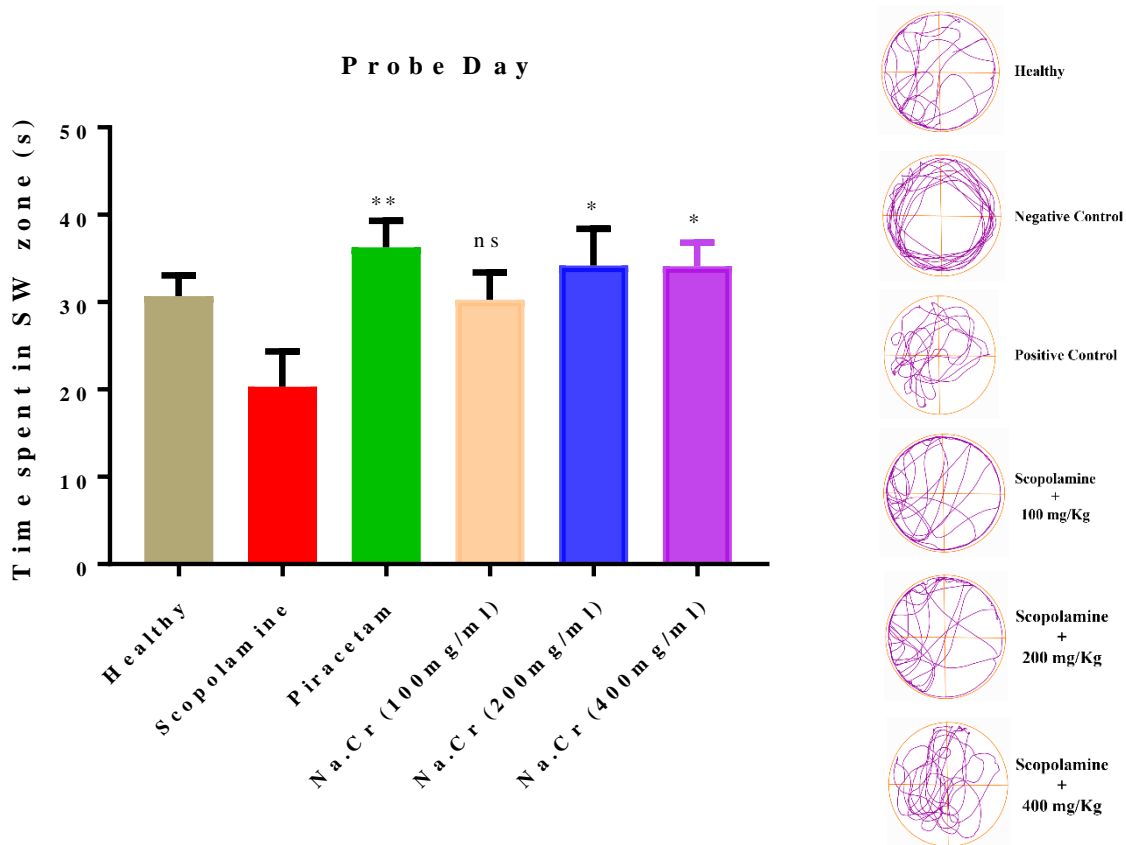 Probe Day
Time spent in SW zone (s)
50
40
30
20
10
0
**
ns
*
*
Healthy
Scopolamine
Piracetam
Na.Cr (100mg/ml)
Na.Cr (200mg/ml)
Na.Cr (400mg/ml)
Healthy
Negative Control
Positive Control
Scopolamine
+
100 mg/Kg
Scopolamine
+
200 mg/Kg
Scopolamine
+
400 mg/Kg